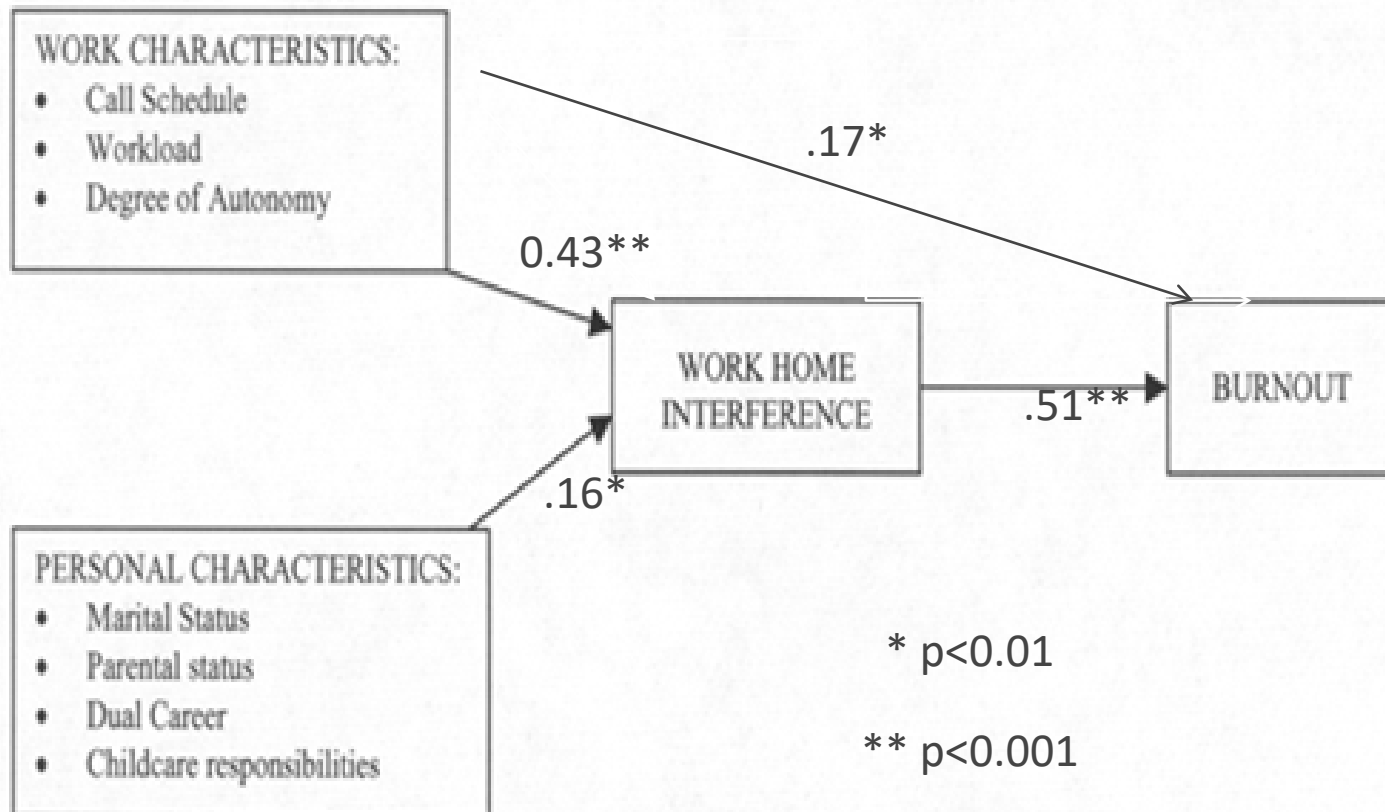 WORK CHARACTERISTICS:
• Call Schedule
• Workload
• Degree of Autonomy
.17*
0.43**
WORK HOME
INTERFERENCE
.51**
BURNOUT
.16*
PERSONAL CHARACTERISTICS:
• Marital Status
• Parental status
• Dual Career
• Childcare responsibilities
* p<0.01
** p<0.001